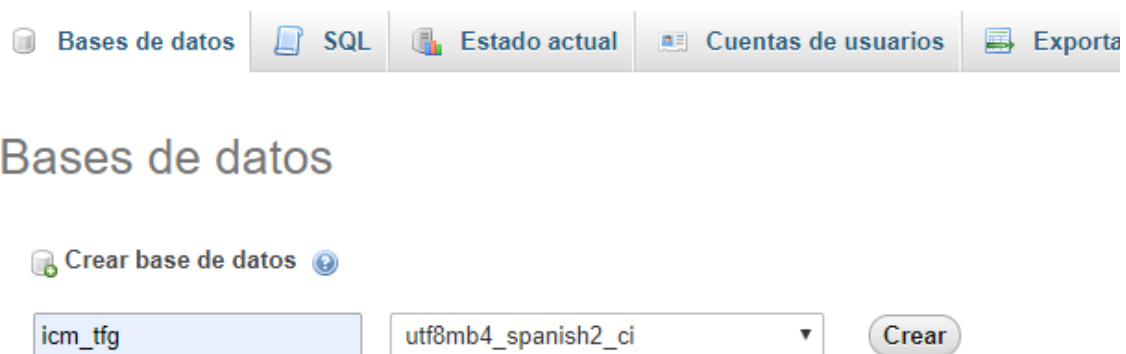 Bases de datos SQL Estado actual Cuentas de usuarios Exporta
Bases de datos
Crear base de datos
icm_tfg utf8mb4_spanish2_ci Crear